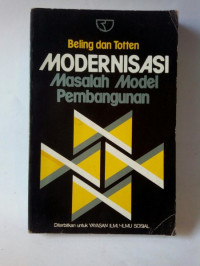 Beling dan Totten
MODERNISASI
Masalah Model
Pembangunan
Diterbitkan untuk YAYASAN ILMU-ILMU SOSIAL